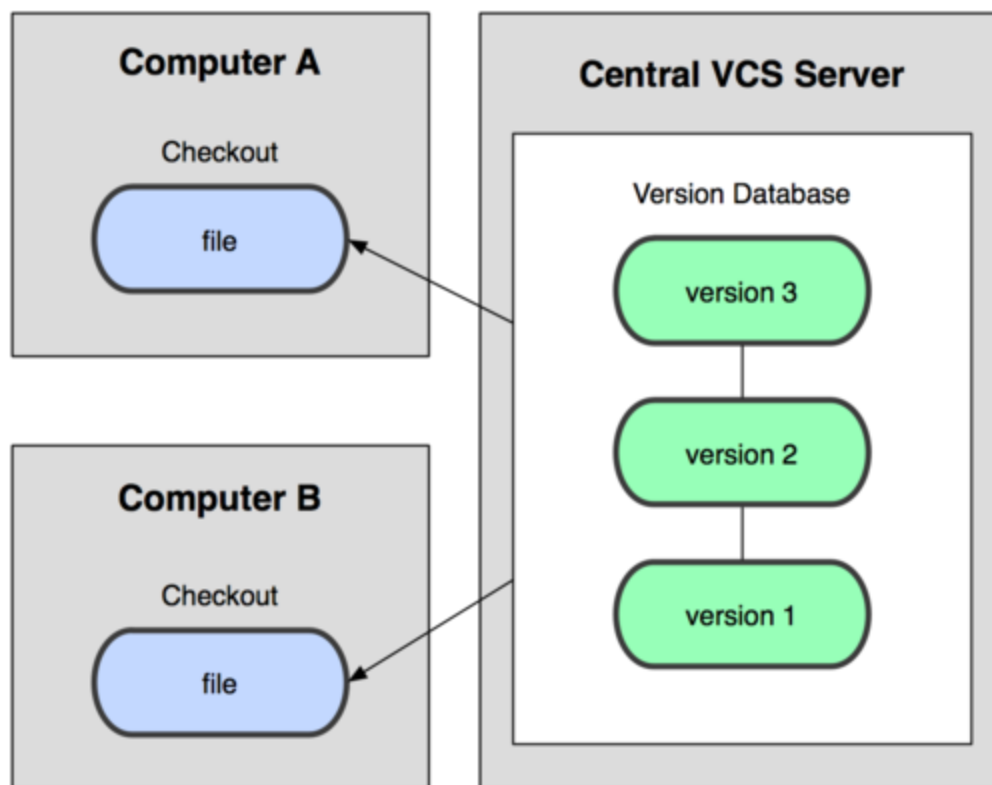 Computer A
Checkout
file
Computer B
Checkout
file
Central VCS Server
Version Database
version 3
version 2
version 1